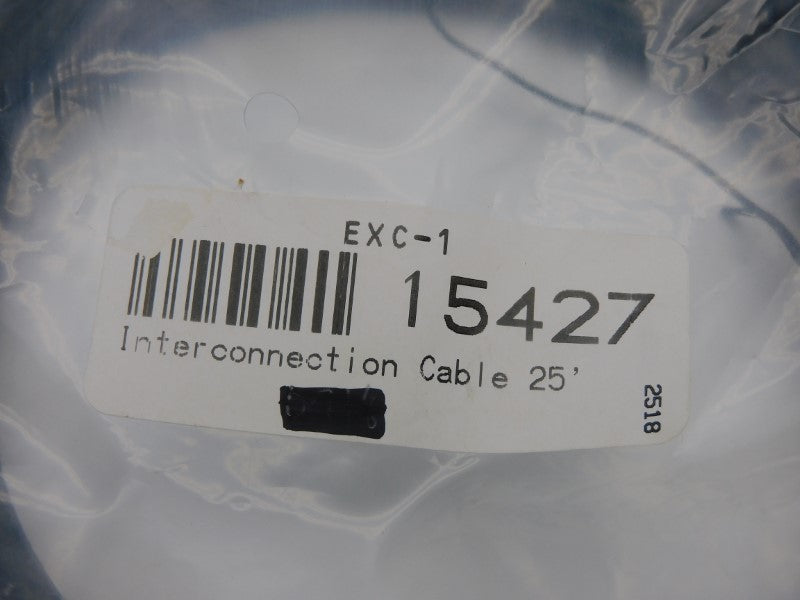 EXC-1
15427
Interconnection Cable 25'
2518